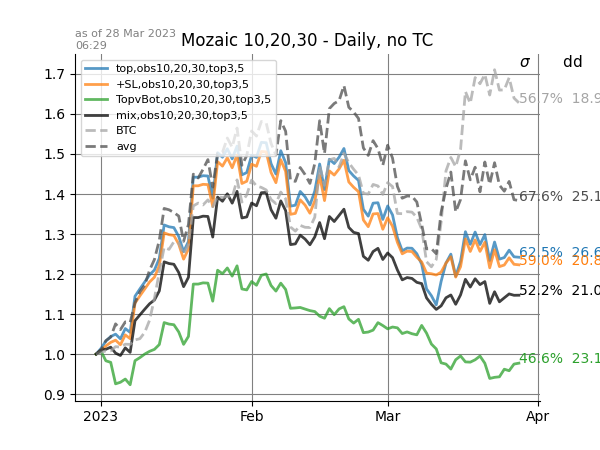 as of 28 Mar 2023
06:29
Mozaic 10,20,30 - Daily, no TC
σ dd
top,obs10,20,30,top3,5
+SL,obs10,20,30,top3,5
TopvBot,obs10,20,30,top3,5
mix,obs10,20,30,top3,5
BTC
avg
1.7
1.6
1.5
1.4
1.3
1.2
1.1
1.0
0.9
56.7% 18.9
67.6% 25.1
62.5% 26.6
59.0% 20.8
52.2% 21.0
46.6% 23.1
2023 Feb Mar Apr